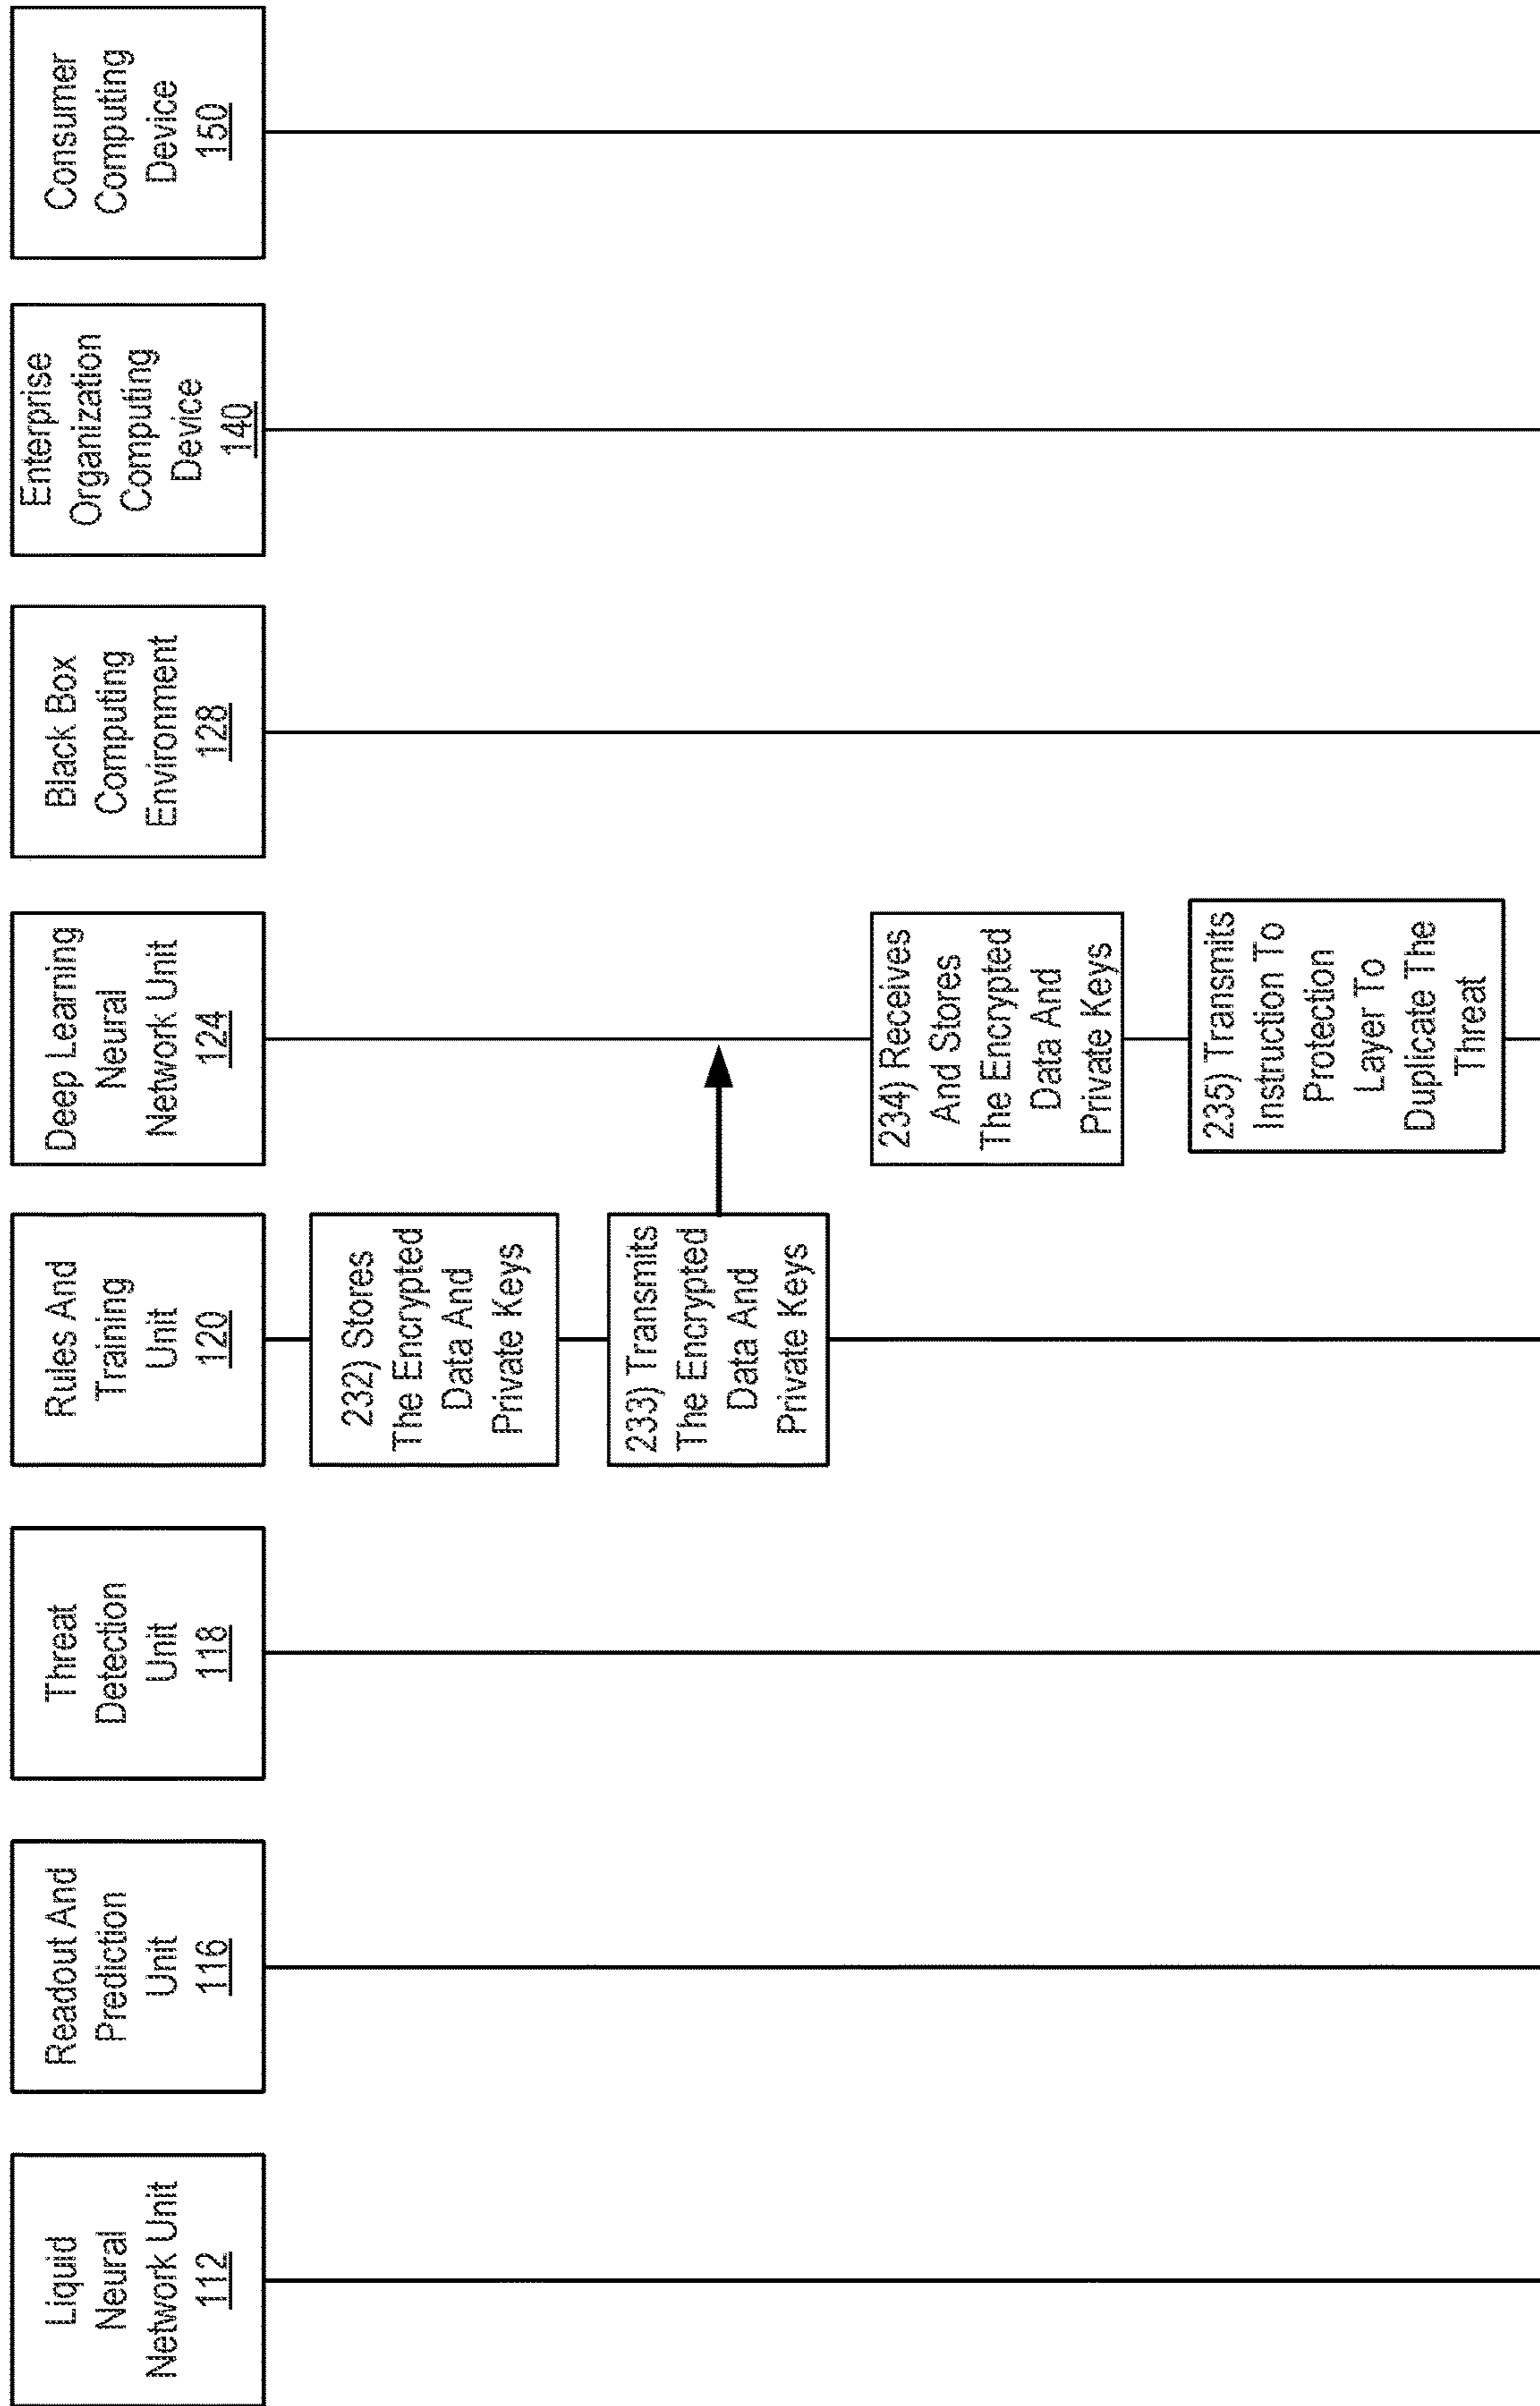 Liquid
Neural
Network Unit
112
Readout And
Prediction
Unit
116
Threat
Detection
Unit
118
Rules And
Training
Unit
120
Deep Learning
Neural
Network Unit
124
Black Box
Computing
Environment
128
Enterprise
Organization
Computing
Device
140
Consumer
Computing
Device
150
232) Stores
The Encrypted
Data And
Private Keys
233) Transmits
The Encrypted
Data And
Private Keys
234) Receives
And Stores
The Encrypted
Data And
Private Keys
235) Transmits
Instruction To
Protection
Layer To
Duplicate The
Threat